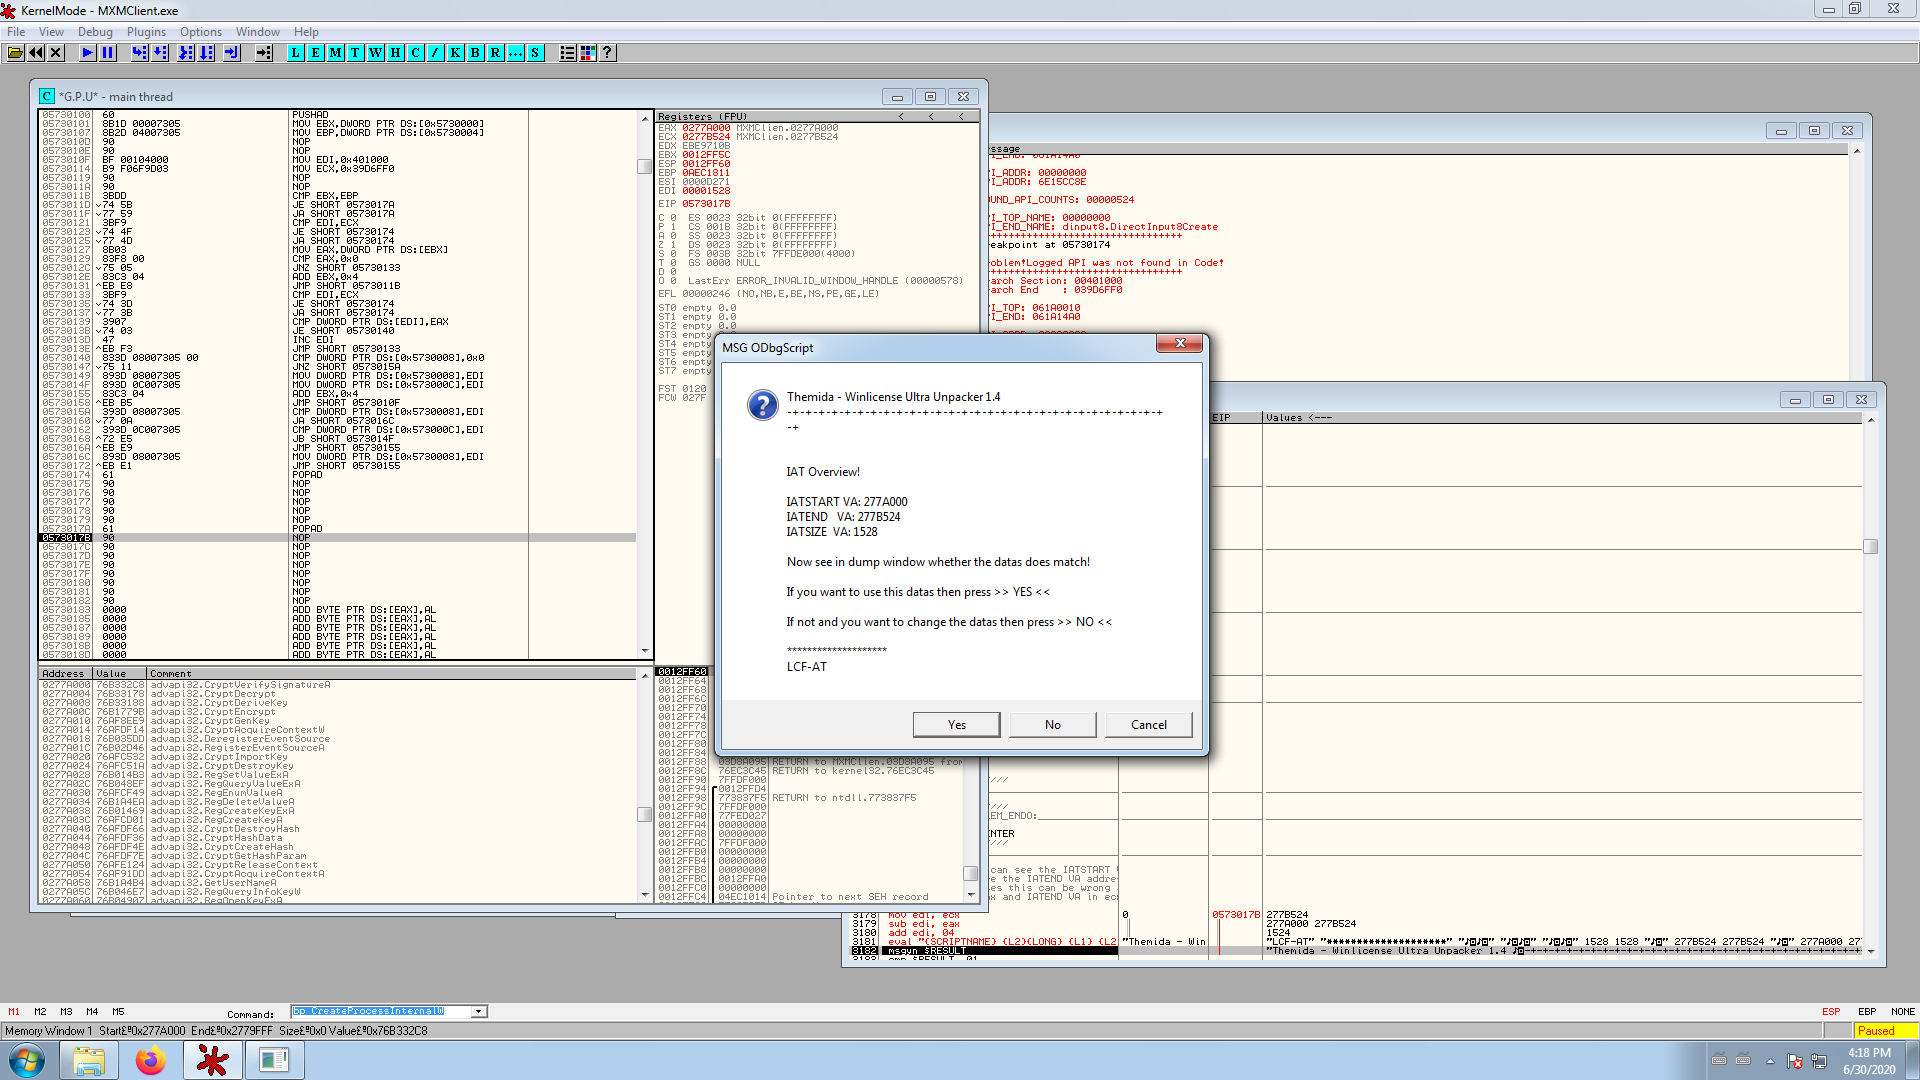 KernelMode - MXMClient.exe
File View Debug Plugins Options Window Help
L E M T W H C / K B R ... S
*G.P.U* - main thread
05730100 60 PUSHAD
05730101 8B1D 00007305 MOV EBX,DWORD PTR DS:[0x5730000]
05730107 8B2D 04007305 MOV EBP,DWORD PTR DS:[0x5730004]
0573010D 90 NOP
0573010E 90 NOP
0573010F BF 00104000 MOV EDI,0x401000
05730114 B9 F06F9D03 MOV ECX,0x39D6FF0
05730119 90 NOP
0573011A 90 NOP
0573011B 3BDD CMP EBX,EBP
0573011D 74 5B JE SHORT 0573017A
0573011F 77 59 JA SHORT 0573017A
05730121 3BF9 CMP EDI,ECX
05730123 74 4F JE SHORT 05730174
05730125 77 4D JA SHORT 05730174
05730127 8B03 MOV EAX,DWORD PTR DS:[EBX]
05730129 83F8 00 CMP EAX,0x0
0573012C 75 05 JNZ SHORT 05730133
0573012E 83C3 04 ADD EBX,0x4
05730131 EB E8 JMP SHORT 0573011B
05730133 3BF9 CMP EDI,ECX
05730135 74 3D JE SHORT 05730174
05730137 77 3B JA SHORT 05730174
05730139 3907 CMP DWORD PTR DS:[EDI],EAX
0573013B 74 03 JE SHORT 05730140
0573013D 47 INC EDI
0573013E EB F3 JMP SHORT 05730133
05730140 833D 08007305 00 CMP DWORD PTR DS:[0x5730008],0x0
05730147 75 11 JNZ SHORT 0573015A
05730149 893D 08007305 MOV DWORD PTR DS:[0x5730008],EDI
0573014F 893D 0C007305 MOV DWORD PTR DS:[0x573000C],EDI
05730155 83C3 04 ADD EBX,0x4
05730158 EB B5 JMP SHORT 0573010F
0573015A 393D 08007305 CMP DWORD PTR DS:[0x5730008],EDI
05730160 77 0A JA SHORT 0573016C
05730162 393D 0C007305 CMP DWORD PTR DS:[0x573000C],EDI
05730168 72 E5 JB SHORT 0573014F
0573016A EB E9 JMP SHORT 05730155
0573016C 893D 08007305 MOV DWORD PTR DS:[0x5730008],EDI
05730172 EB E1 JMP SHORT 05730155
05730174 61 POPAD
05730175 90 NOP
05730176 90 NOP
05730177 90 NOP
05730178 90 NOP
05730179 90 NOP
0573017A 61 POPAD
0573017B 90 NOP
0573017C 90 NOP
0573017D 90 NOP
0573017E 90 NOP
0573017F 90 NOP
05730180 90 NOP
05730181 90 NOP
05730182 90 NOP
05730183 0000 ADD BYTE PTR DS:[EAX],AL
05730185 0000 ADD BYTE PTR DS:[EAX],AL
05730187 0000 ADD BYTE PTR DS:[EAX],AL
05730189 0000 ADD BYTE PTR DS:[EAX],AL
0573018B 0000 ADD BYTE PTR DS:[EAX],AL
0573018D 0000 ADD BYTE PTR DS:[EAX],AL
Registers (FPU) < < <
EAX 0277A000 MXMClien.0277A000
ECX 0277B524 MXMClien.0277B524
EDX EBE9710B
EBX 0012FF5C
ESP 0012FF60
EBP 0AEC1811
ESI 0000D271
EDI 00001528
EIP 0573017B
C 0 ES 0023 32bit 0(FFFFFFFF)
P 1 CS 001B 32bit 0(FFFFFFFF)
A 0 SS 0023 32bit 0(FFFFFFFF)
Z 1 DS 0023 32bit 0(FFFFFFFF)
S 0 FS 003B 32bit 7FFDE000(4000)
T 0 GS 0000 NULL
D 0
O 0 LastErr ERROR_INVALID_WINDOW_HANDLE (00000578)
EFL 00000246 (NO,NB,E,BE,NS,PE,GE,LE)
ST0 empty 0.0
ST1 empty 0.0
ST2 empty 0.0
ST3 empty
ST4 empty
ST5 empty
ST6 empty
ST7 empty
FST 0120
FCW 027F
ssage
PI_ADDR: 00000000
PI_ADDR: 6E15CC8E
OUND_API_COUNTS: 00000524
PI_TOP_NAME: 00000000
PI_END_NAME: dinput8.DirectInput8Create
eakpoint at 05730174
oblem!Logged API was not found in Code!
arch Section: 00401000
arch End : 039D6FF0
PI_TOP: 061A0010
PI_END: 061A14A0
MSG ODbgScript
Themida - Winlicense Ultra Unpacker 1.4
-+-+-+-+-+-+-+-+-+-+-+-+-+-+-+-+-+-+-+-+-+-+-+-+-+-+-+-+-+-+-+
-+
IAT Overview!
IATSTART VA: 277A000
IATEND VA: 277B524
IATSIZE VA: 1528
Now see in dump window whether the datas does match!
If you want to use this datas then press >> YES <<
If not and you want to change the datas then press >> NO <<
********************
LCF-AT
Yes No Cancel
EIP Values <---
Address Value Comment
0277A000 76B332C8 advapi32.CryptVerifySignatureA
0277A004 76B33178 advapi32.CryptDecrypt
0277A008 76B33188 advapi32.CryptDeriveKey
0277A00C 76B1779B advapi32.CryptEncrypt
0277A010 76AF8EE9 advapi32.CryptGenKey
0277A014 76AFDF14 advapi32.CryptAcquireContextW
0277A018 76B035DD advapi32.DeregisterEventSource
0277A01C 76B02D46 advapi32.RegisterEventSourceA
0277A020 76AFC532 advapi32.CryptImportKey
0277A024 76AFC51A advapi32.CryptDestroyKey
0277A028 76B014B3 advapi32.RegSetValueExA
0277A02C 76B048EF advapi32.RegQueryValueExA
0277A030 76AFCF49 advapi32.RegEnumValueA
0277A034 76B1A4EA advapi32.RegDeleteValueA
0277A038 76B01469 advapi32.RegCreateKeyExA
0277A03C 76AFCD01 advapi32.RegCreateKeyA
0277A040 76AFDF66 advapi32.CryptDestroyHash
0277A044 76AFDF36 advapi32.CryptHashData
0277A048 76AFDF4E advapi32.CryptCreateHash
0277A04C 76AFDF7E advapi32.CryptGetHashParam
0277A050 76AFE124 advapi32.CryptReleaseContext
0277A054 76AF91DD advapi32.CryptAcquireContextA
0277A058 76B1A4B4 advapi32.GetUserNameA
0277A05C 76B046E7 advapi32.RegQueryInfoKeyW
0277A060 76B04907 advapi32.RegOpenKeyExA
0012FF60
0012FF64
0012FF68
0012FF6C
0012FF70
0012FF74
0012FF78
0012FF7C
0012FF80
0012FF84
0012FF88 03D8A095 RETURN to MXMClien.03D8A095 from
0012FF8C 76EC3C45 RETURN to kernel32.76EC3C45
0012FF90 7FFDF000
0012FF94 0012FFD4
0012FF98 773837F5 RETURN to ntdll.773837F5
0012FF9C 7FFDF000
0012FFA0 77FED027
0012FFA4 00000000
0012FFA8 00000000
0012FFAC 7FFDF000
0012FFB0 00000000
0012FFB4 00000000
0012FFB8 00000000
0012FFBC 0012FFA0
0012FFC0 00000000
0012FFC4 04EC1014 Pointer to next SEH record
LEM_ENDO:
ENTER
can see the IATSTART
e the IATEND VA addre
es this can be wrong
ax and IATEND VA in ec
3178 mov edi, ecx 0 0573017B 277B524
3179 sub edi, eax 277A000 277B524
3180 add edi, 04 1524
3181 eval "{SCRIPTNAME} {L2}{LONG} {L1} {L2 "Themida - Win "LCF-AT" "********************" 1528 1528 277B524 277B524 277A000 27
3182 msgyn $RESULT "Themida - Winlicense Ultra Unpacker 1.4
3183 cmp $RESULT, 01
M1 M2 M3 M4 M5 Command: bp CreateProcessInternalW ESP EBP NONE
Memory Window 1 Start£º0x277A000 End£º0x2779FFF Size£º0x0 Value£º0x76B332C8 Paused
4:18 PM
6/30/2020